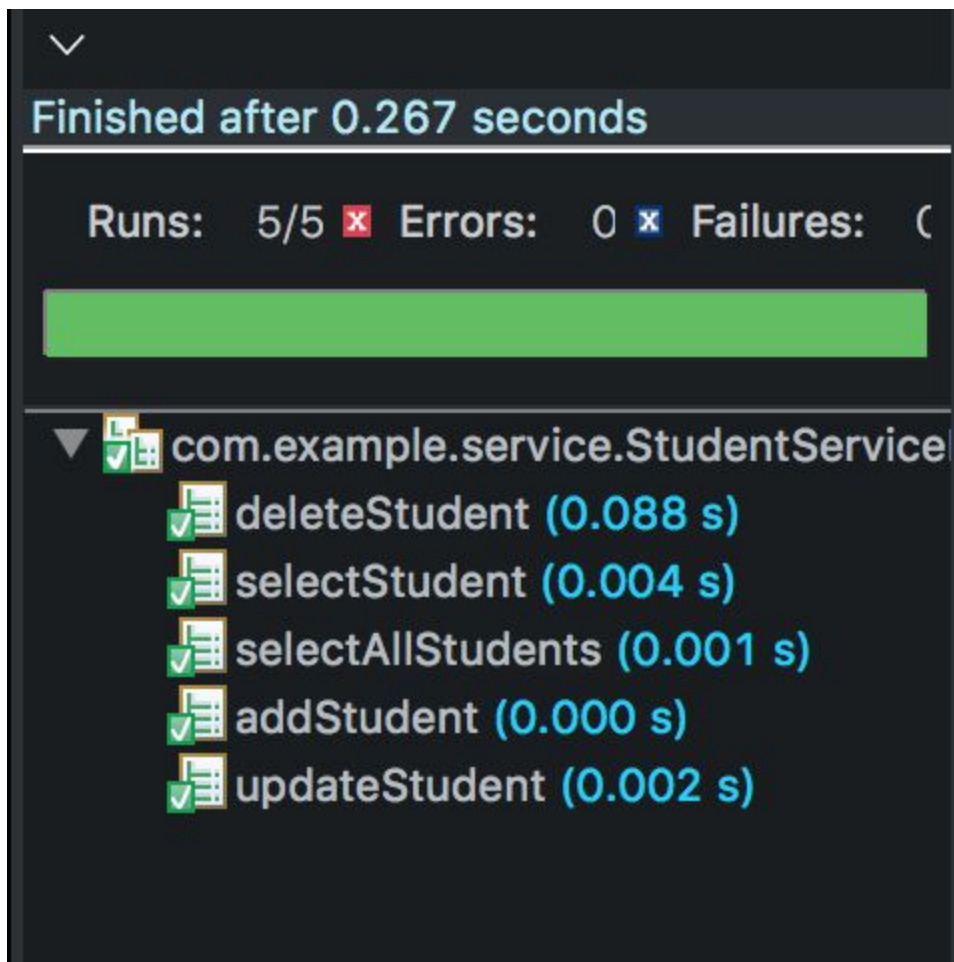 Finished after 0.267 seconds
Runs: 5/5 Errors: 0 Failures:
com.example.service.StudentService
deleteStudent (0.088 s)
selectStudent (0.004 s)
selectAllStudents (0.001 s)
addStudent (0.000 s)
updateStudent (0.002 s)